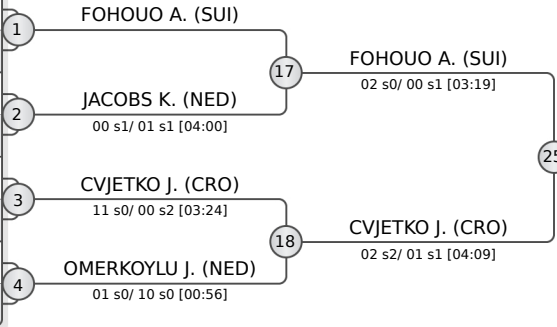 FOHOUO A. (SUI)
1
17
FOHOUO A. (SUI)
02 s0/ 00 s1 [03:19]
JACOBS K. (NED)
2
00 s1/ 01 s1 [04:00]
25
CVJETKO J. (CRO)
3
11 s0/ 00 s2 [03:24]
18
CVJETKO J. (CRO)
02 s2/ 01 s1 [04:09]
OMERKOYLU J. (NED)
4
01 s0/ 10 s0 [00:56]